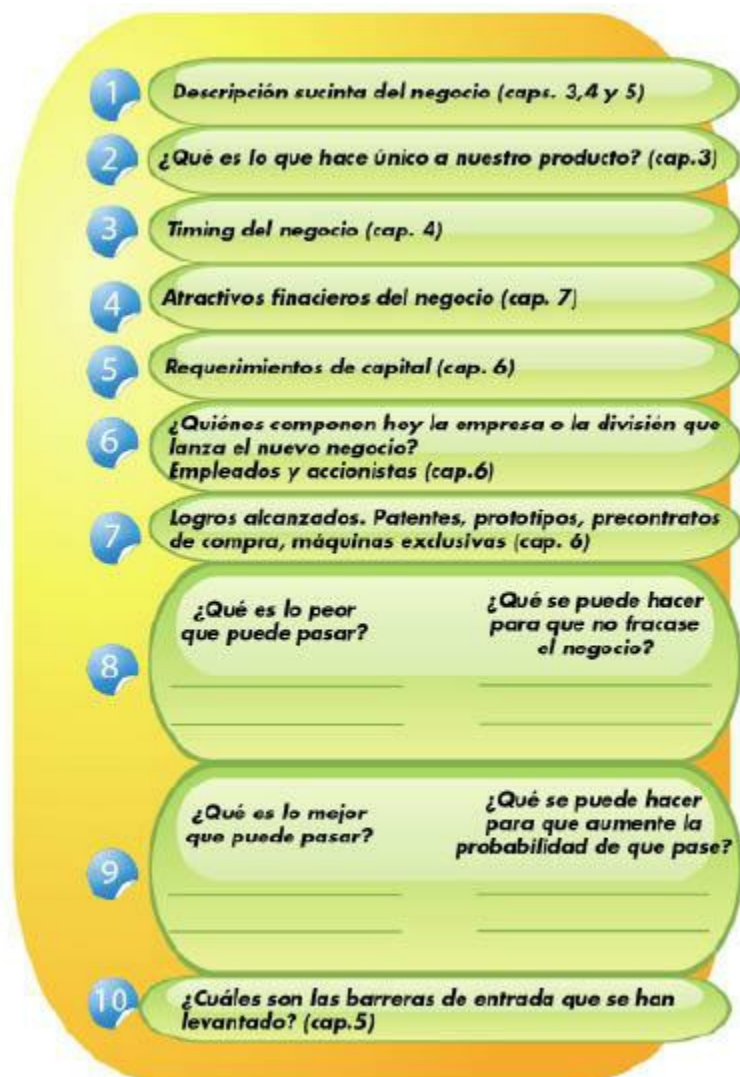 1
Descripción sucinta del negocio (caps. 3,4 y 5)
2
¿Qué es lo que hace único a nuestro producto? (cap.3)
3
Timing del negocio (cap. 4)
4
Atractivos finacieros del negocio (cap. 7)
5
Requerimientos de capital (cap. 6)
6
¿Quiénes componen hoy la empresa o la división que
lanza el nuevo negocio?
Empleados y accionistas (cap.6)
7
Logros alcanzados. Patentes, prototipos, precontratos
de compra, máquinas exclusivas (cap. 6)
8
¿Qué es lo peor
que puede pasar?
¿Qué se puede hacer
para que no fracase
el negocio?
9
¿Qué es lo mejor
que puede pasar?
¿Qué se puede hacer
para que aumente la
probabilidad de que pase?
10
¿Cuáles son las barreras de entrada que se han
levantado? (cap.5)